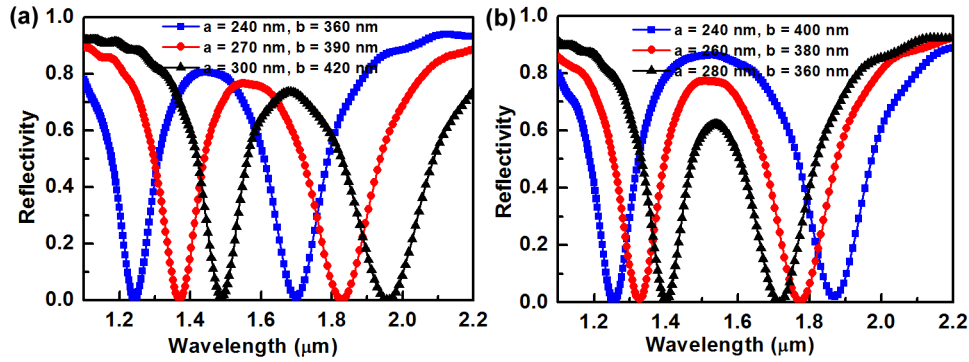 (a)
a = 240 nm, b = 360 nm
a = 270 nm, b = 390 nm
a = 300 nm, b = 420 nm
1.0
0.8
0.6
0.4
0.2
0.0
Reflectivity
1.2 1.4 1.6 1.8 2.0 2.2
Wavelength (μm)
(b)
a = 240 nm, b = 400 nm
a = 260 nm, b = 380 nm
a = 280 nm, b = 360 nm
1.0
0.8
0.6
0.4
0.2
0.0
Reflectivity
1.2 1.4 1.6 1.8 2.0 2.2
Wavelength (μm)